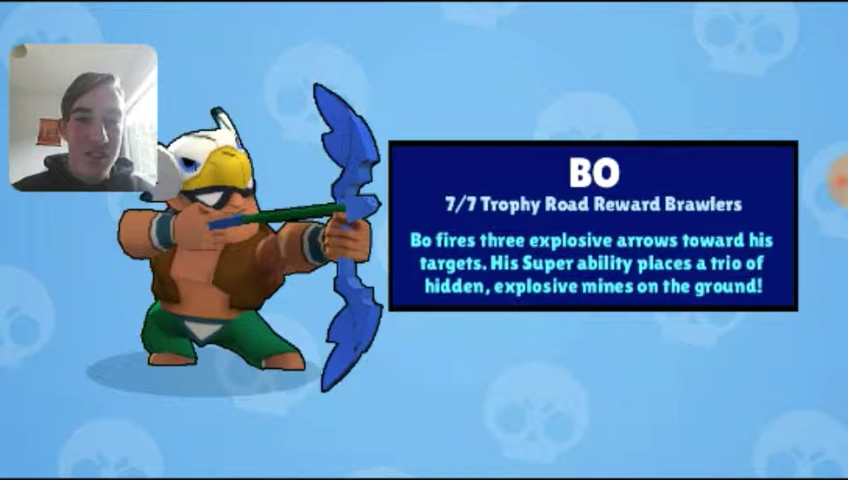 BO
7/7 Trophy Road Reward Brawlers
Bo fires three explosive arrows toward his
targets. His Super ability places a trio of
hidden, explosive mines on the ground!